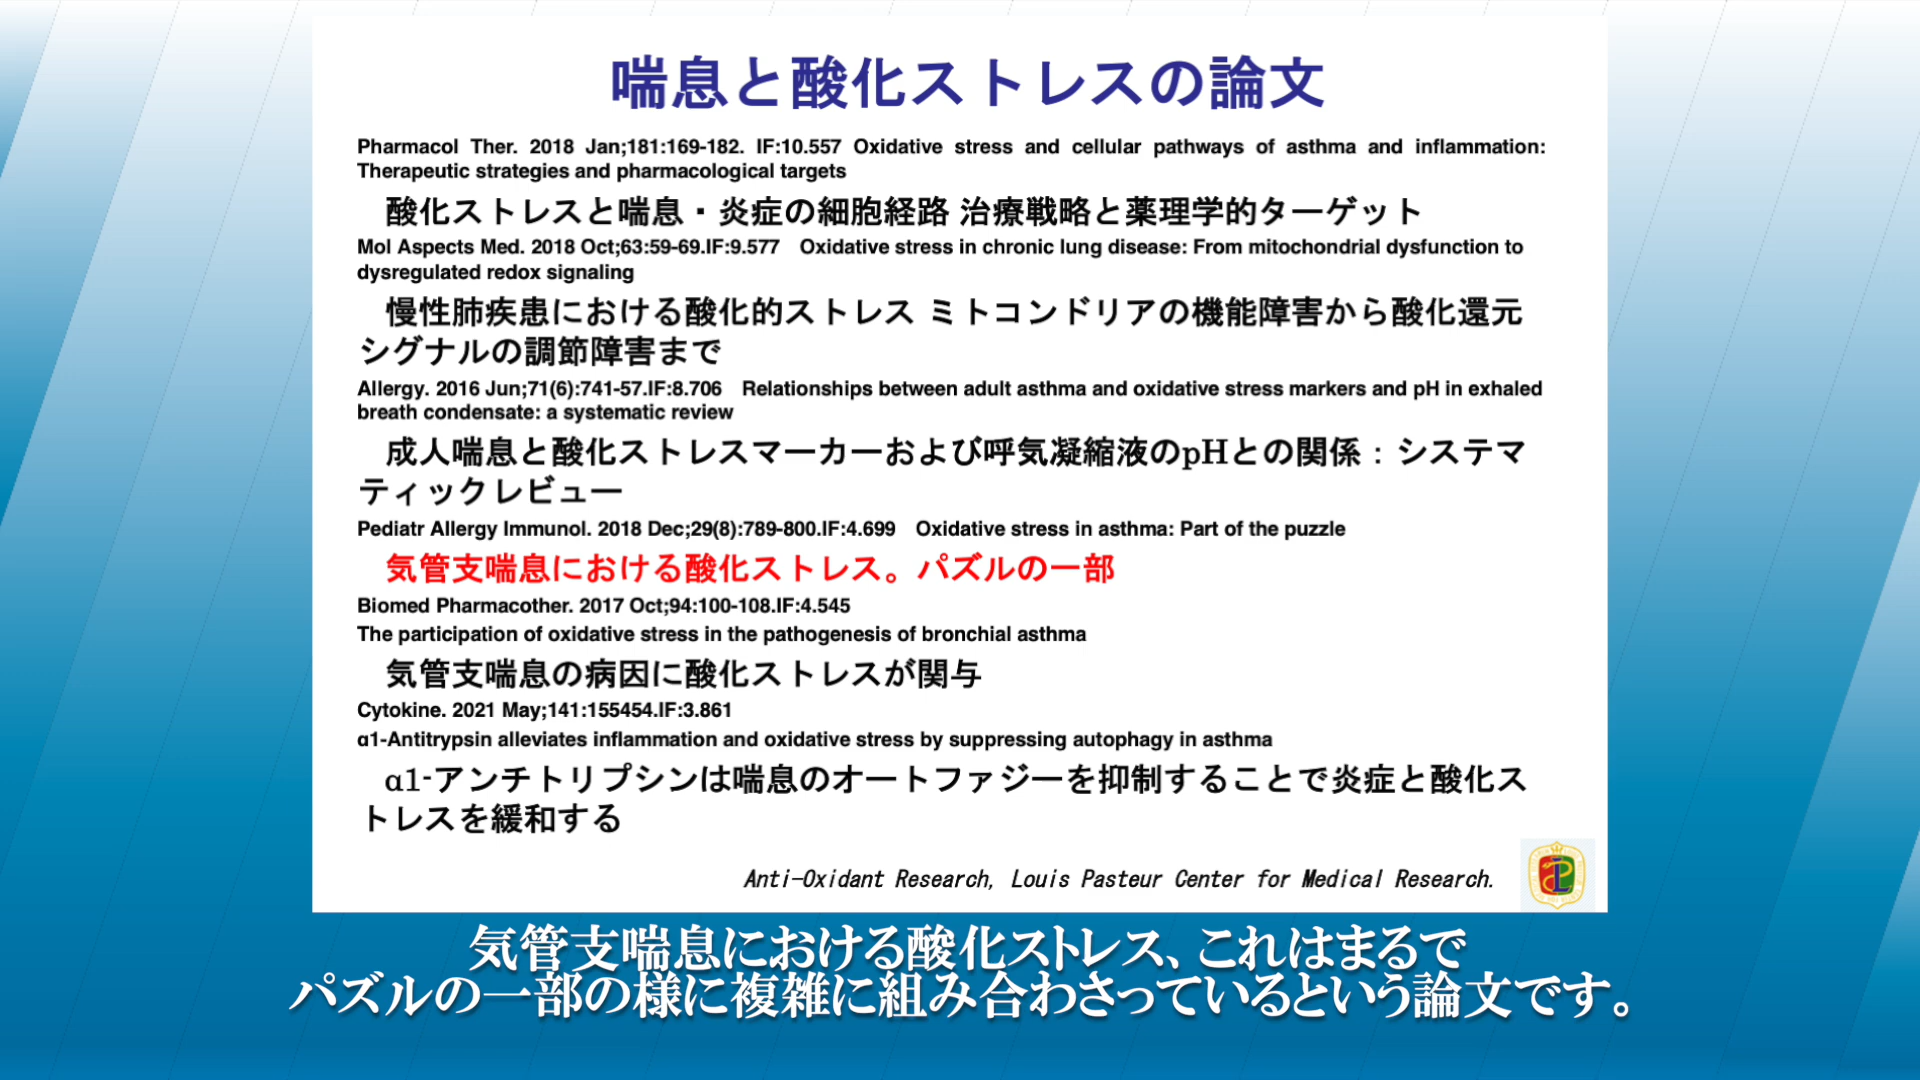 喘息と酸化ストレスの論文
Pharmacol Ther. 2018 Jan;181:169-182. IF:10.557 Oxidative stress and cellular pathways of asthma and inflammation:
Therapeutic strategies and pharmacological targets
酸化ストレスと喘息・炎症の細胞経路 治療戦略と薬理学的ターゲット
Mol Aspects Med. 2018 Oct;63:59-69.IF:9.577 Oxidative stress in chronic lung disease: From mitochondrial dysfunction to
dysregulated redox signaling
慢性肺疾患における酸化的ストレス ミトコンドリアの機能障害から酸化還元
シグナルの調節障害まで
Allergy. 2016 Jun;71(6):741-57.IF:8.706 Relationships between adult asthma and oxidative stress markers and pH in exhaled
breath condensate: a systematic review
成人喘息と酸化ストレスマーカーおよび呼気凝縮液のpHとの関係：システマ
ティックレビュー
Pediatr Allergy Immunol. 2018 Dec;29(8):789-800.IF:4.699 Oxidative stress in asthma: Part of the puzzle
気管支喘息における酸化ストレス。パズルの一部
Biomed Pharmacother. 2017 Oct;94:100-108.IF:4.545
The participation of oxidative stress in the pathogenesis of bronchial asthma
気管支喘息の病因に酸化ストレスが関与
Cytokine. 2021 May;141:155454.IF:3.861
α1-Antitrypsin alleviates inflammation and oxidative stress by suppressing autophagy in asthma
α1-アンチトリプシンは喘息のオートファジーを抑制することで炎症と酸化ス
トレスを緩和する
Anti-Oxidant Research, Louis Pasteur Center for Medical Research.
気管支喘息における酸化ストレス、これはまるで
パズルの一部の様に複雑に組み合わさっているという論文です。